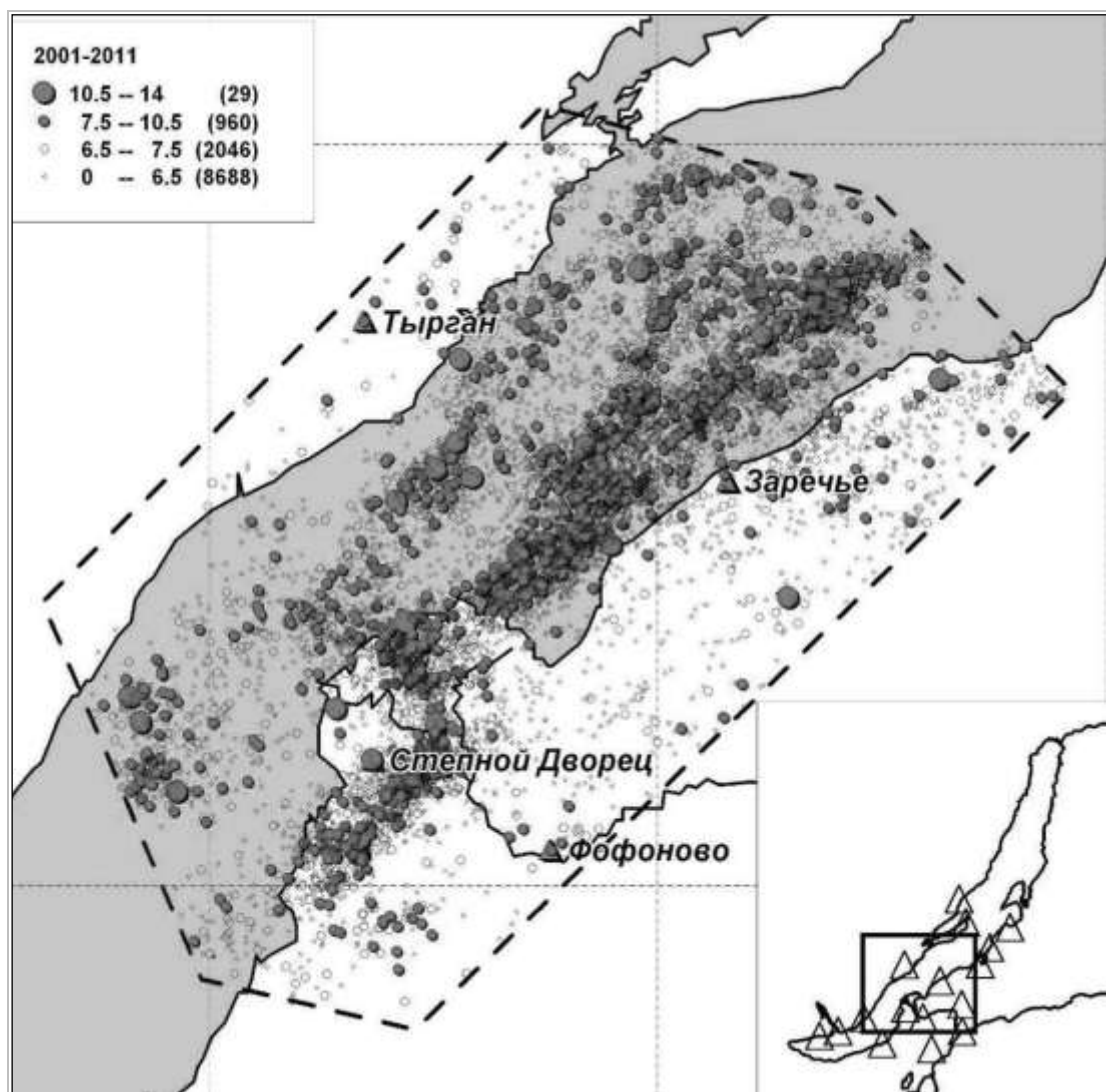 2001-2011
10.5 -- 14 (29)
7.5 -- 10.5 (960)
6.5 -- 7.5 (2046)
0 -- 6.5 (8688)
Тырган
Заречье
Степной Дворец
Фофоново